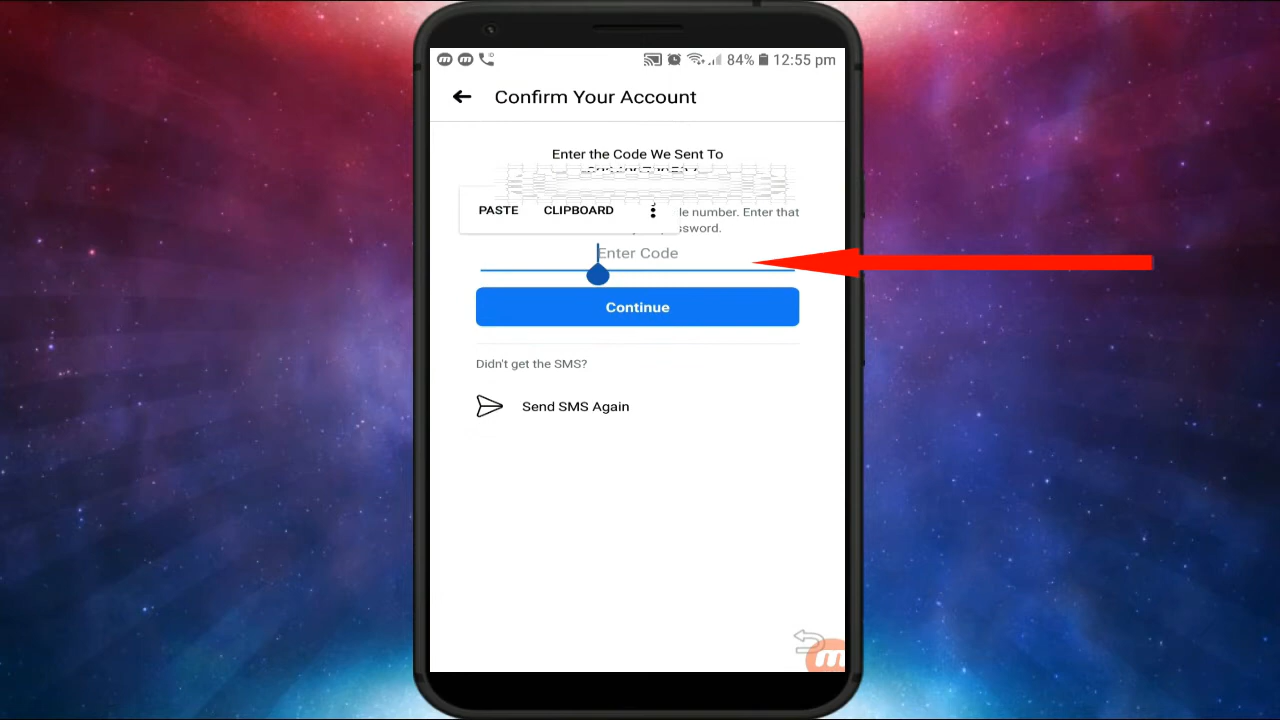 84% 12:55 pm
Confirm Your Account
Enter the Code We Sent To
PASTE CLIPBOARD
le number. Enter that
ssword.
Enter Code
Continue
Didn't get the SMS?
Send SMS Again